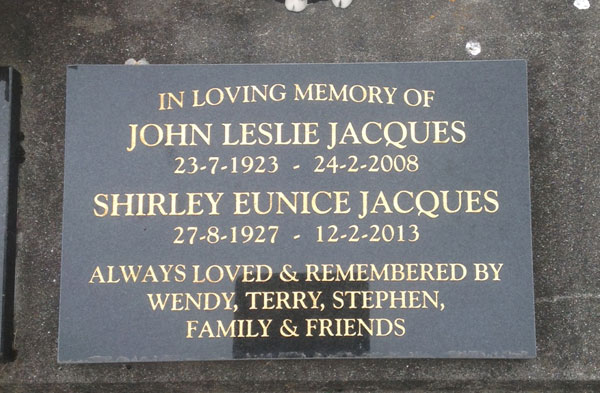 IN LOVING MEMORY OF
JOHN LESLIE JACQUES
23-7-1923 - 24-2-2008
SHIRLEY EUNICE JACQUES
27-8-1927 - 12-2-2013
ALWAYS LOVED & REMEMBERED BY
WENDY, TERRY, STEPHEN,
FAMILY & FRIENDS